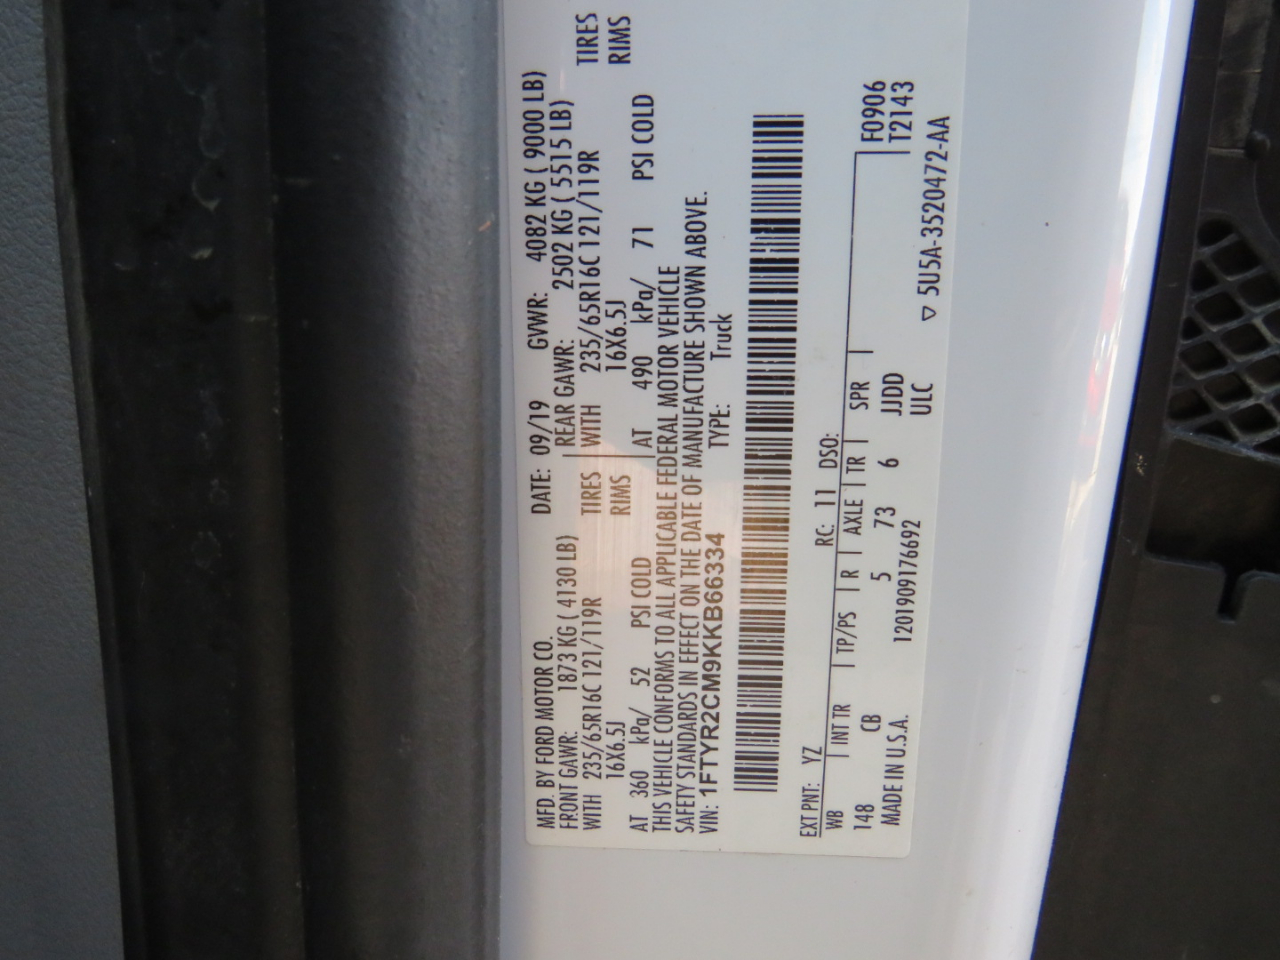 MFD. BY FORD MOTOR CO.
DATE: 09/19 GVWR: 4082 KG ( 9000 LB)
FRONT GAWR: 1873 KG ( 4130 LB) REAR GAWR: 2502 KG ( 5515 LB)
WITH 235/65R16C 121/119R TIRES WITH 235/65R16C 121/119R TIRES
16X6.5J RIMS 16X6.5J RIMS
AT 360 kPa/ 52 PSI COLD AT 490 kPa/ 71 PSI COLD
THIS VEHICLE CONFORMS TO ALL APPLICABLE FEDERAL MOTOR VEHICLE
SAFETY STANDARDS IN EFFECT ON THE DATE OF MANUFACTURE SHOWN ABOVE.
VIN: 1FTYR2CM9KKB66334 TYPE: Truck
EXT PNT: YZ RC: 11 DSO:
WB INT TR TP/PS R AXLE TR SPR F0906
148 CB 5 73 6 JJDD T2143
MADE IN U.S.A. 1201909176692 ULC ▽ 5U5A-3520472-AA